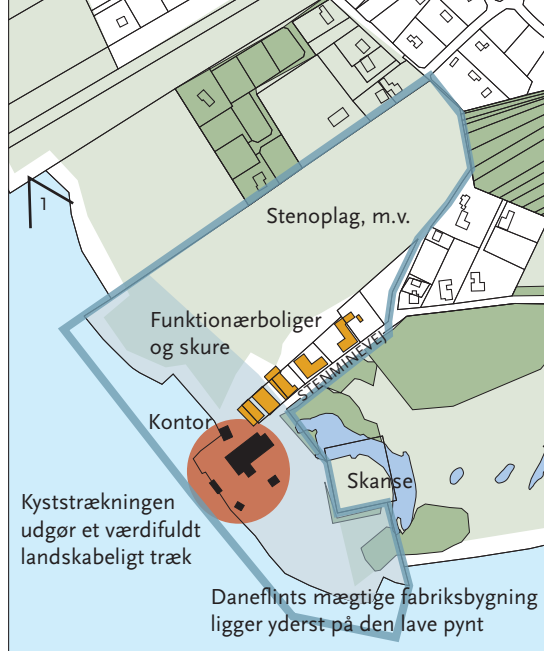 1
Stenoplag, m.v.
Funktionærboliger
og skure
STENMINEVEJ
Kontor
Skanse
Kyststrækningen
udgør et værdifuldt
landskabeligt træk
Daneflints mægtige fabriksbygning
ligger yderst på den lave pynt